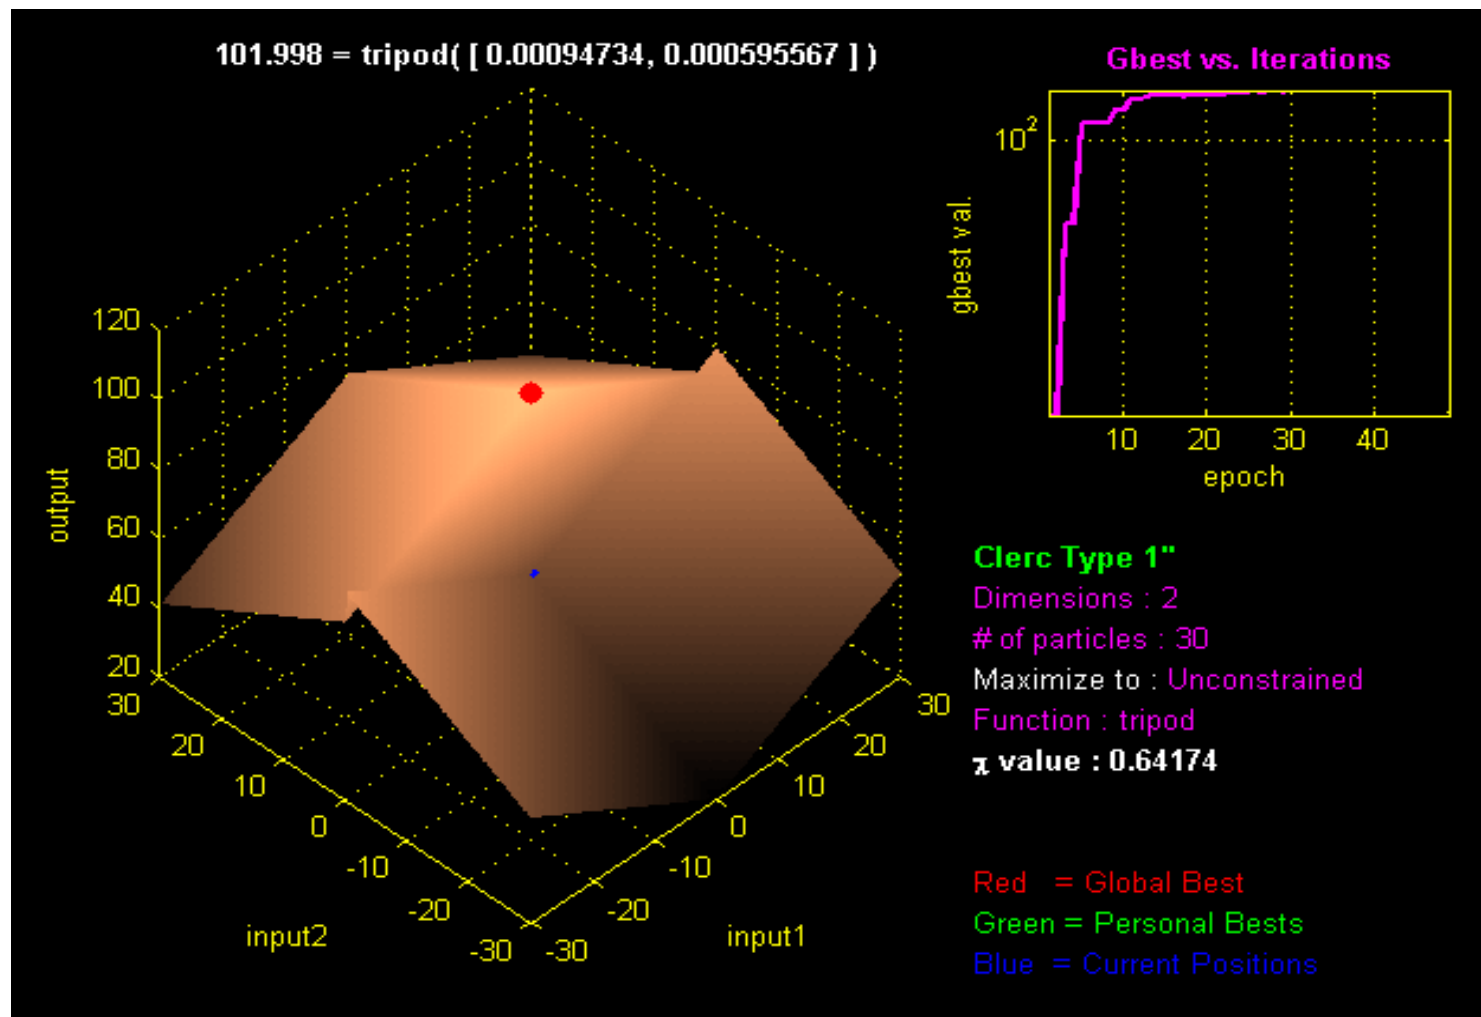 101.998 = tripod( [ 0.00094734, 0.000595567 ] )
Gbest vs. Iterations
10^2
gbest val.
10 20 30 40
epoch
120
100
80
60
40
20
output
30
20
10
0
-10
-20
-30
input2
-30
-20
-10
0
10
20
30
input1
Clerc Type 1"
Dimensions : 2
# of particles : 30
Maximize to : Unconstrained
Function : tripod
χ value : 0.64174
Red = Global Best
Green = Personal Bests
Blue = Current Positions